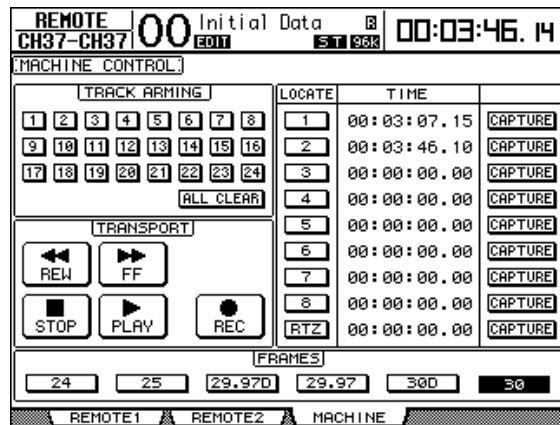 REMOTE
CH37-CH37
00 Initial Data R
EDIT ST 96k
00:03:46.14
MACHINE CONTROL
TRACK ARMING
1 2 3 4 5 6 7 8
9 10 11 12 13 14 15 16
17 18 19 20 21 22 23 24
ALL CLEAR
TRANSPORT
REW FF
STOP PLAY REC
LOCATE TIME
1 00:03:07.15 CAPTURE
2 00:03:46.10 CAPTURE
3 00:00:00.00 CAPTURE
4 00:00:00.00 CAPTURE
5 00:00:00.00 CAPTURE
6 00:00:00.00 CAPTURE
7 00:00:00.00 CAPTURE
8 00:00:00.00 CAPTURE
RTZ 00:00:00.00 CAPTURE
FRAMES
24 25 29.97D 29.97 30D 30
REMOTE1 REMOTE2 MACHINE